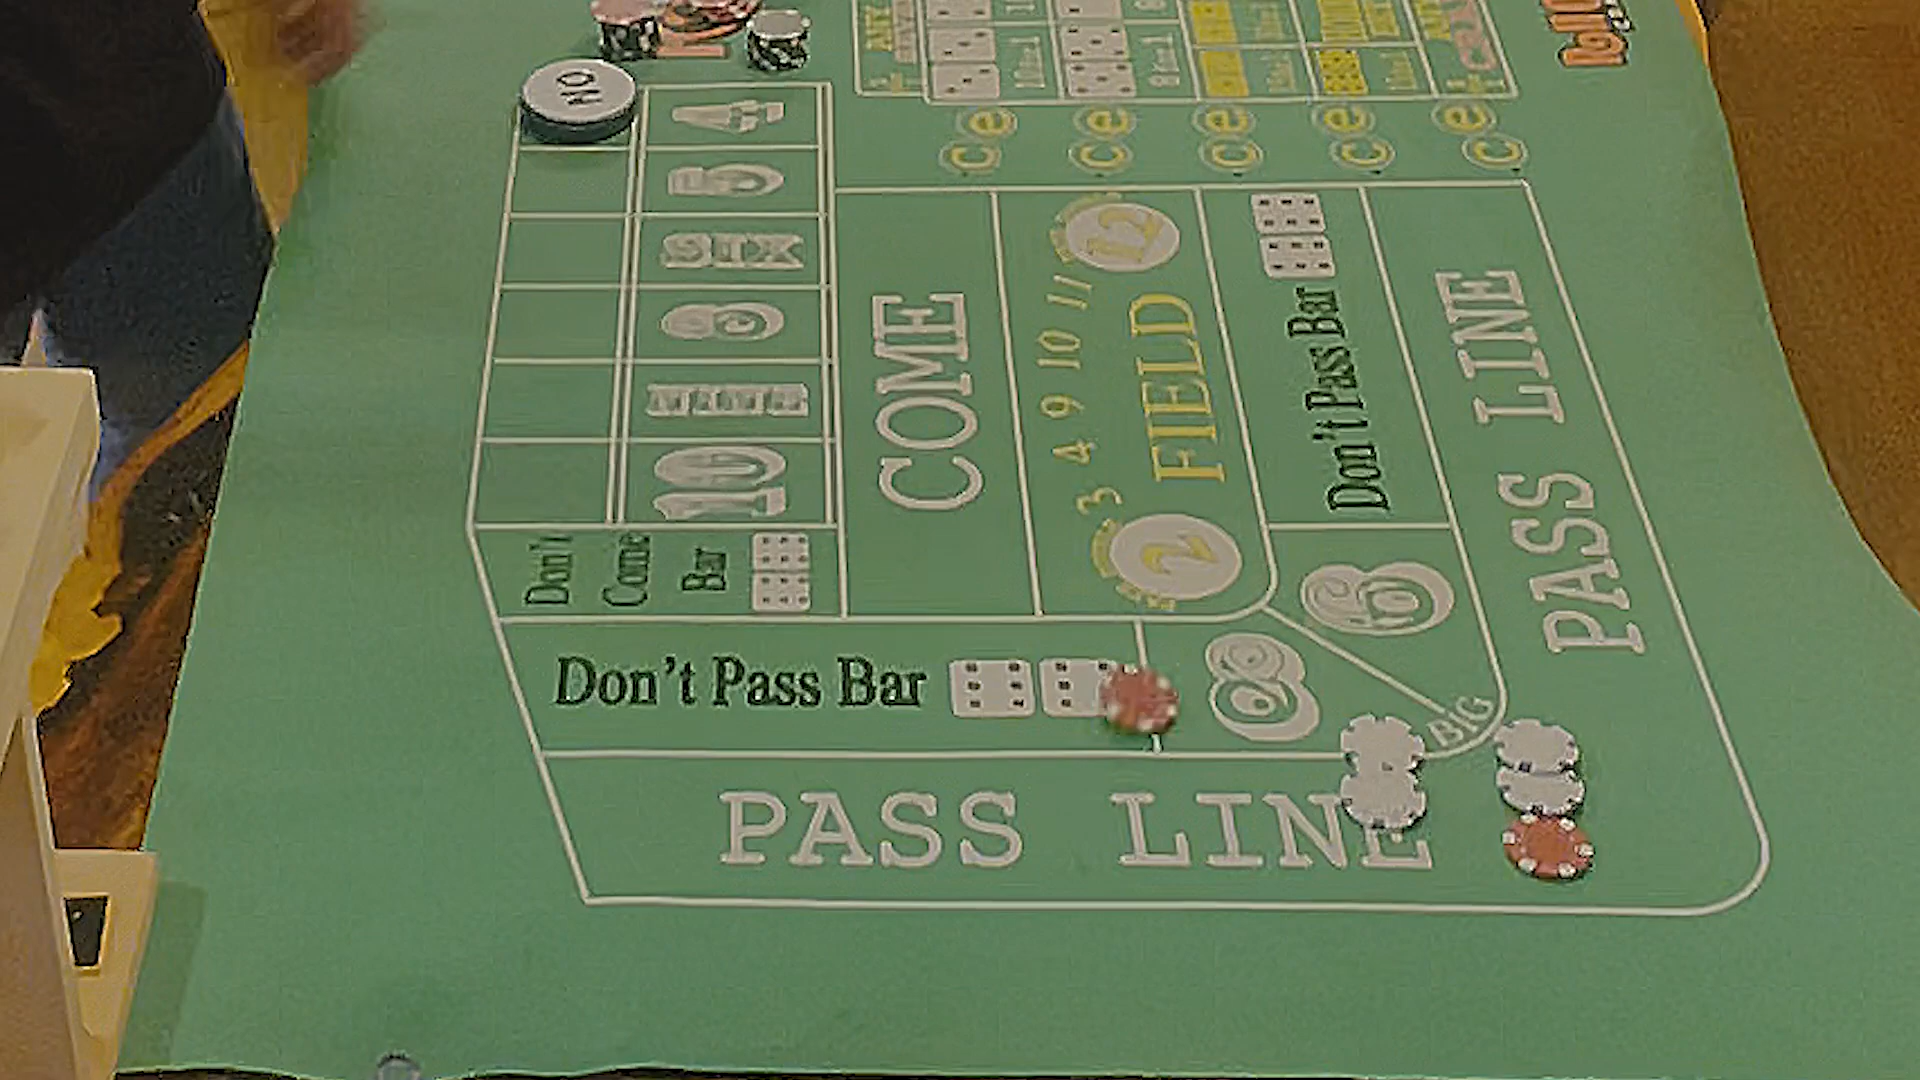 ON
4
5
SIX
8
NINE
10
C e
C e
C e
C e
C e
COME
12
3 4 9 10 11
FIELD
2
Don't Pass Bar
PASS LINE
Don't
Come
Bar
Don't Pass Bar
6
8
BIG
PASS LINE